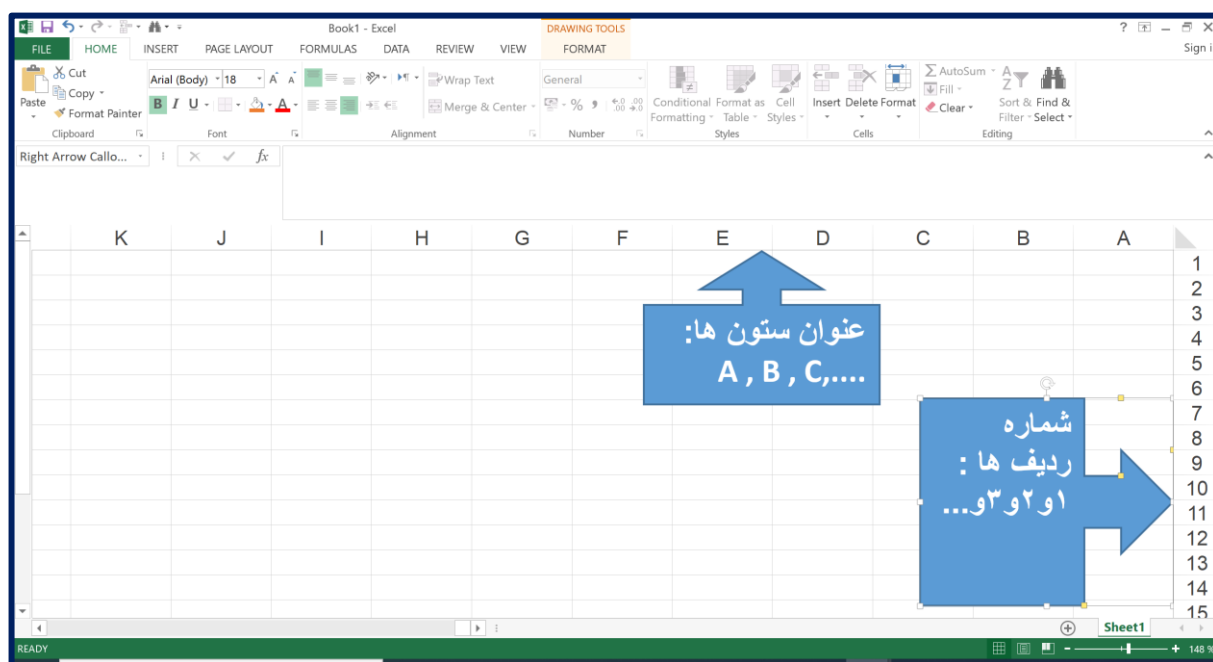 Book1 - Excel
DRAWING TOOLS
?
FILE HOME INSERT PAGE LAYOUT FORMULAS DATA REVIEW VIEW FORMAT Sign i
Cut
Copy
Format Painter
Paste
Clipboard
Arial (Body) 18
B I U
Font
Wrap Text
Merge & Center
Alignment
General
% 
Number
Conditional Formatting
Format as Table
Cell Styles
Styles
Insert Delete Format
Cells
AutoSum
Fill
Clear
Sort & Filter
Find & Select
Editing
Right Arrow Callo... fx
K J I H G F E D C B A
1
2
3
4
5
6
7
8
9
10
11
12
13
14
15
عنوان ستون ها:
A , B , C,....
شماره
ردیف ها :
۱و۲و۳و...
Sheet1
READY
148 %